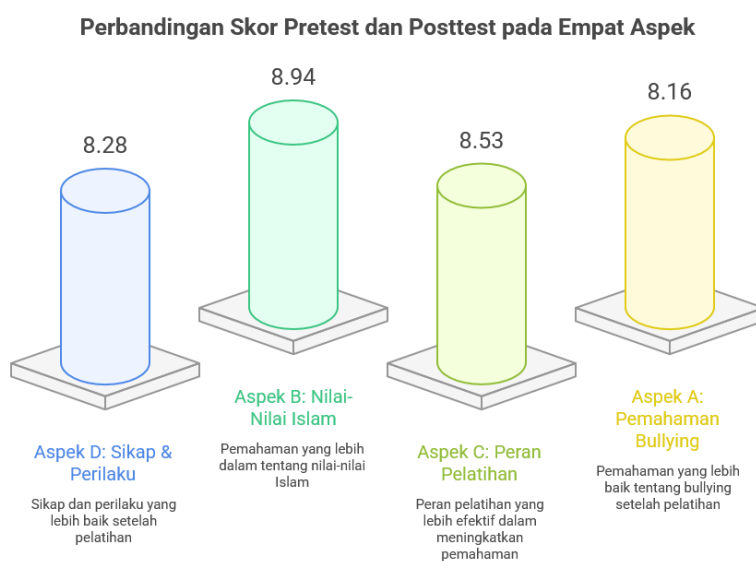 Perbandingan Skor Pretest dan Posttest pada Empat Aspek
8.28
Aspek D: Sikap &
Perilaku
Sikap dan perilaku yang
lebih baik setelah
pelatihan
8.94
Aspek B: Nilai-
Nilai Islam
Pemahaman yang lebih
dalam tentang nilai-nilai
Islam
8.53
Aspek C: Peran
Pelatihan
Peran pelatihan yang
lebih efektif dalam
meningkatkan
pemahaman
8.16
Aspek A:
Pemahaman
Bullying
Pemahaman yang lebih
baik tentang bullying
setelah pelatihan